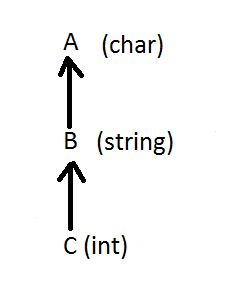 A (char)
B (string)
C (int)